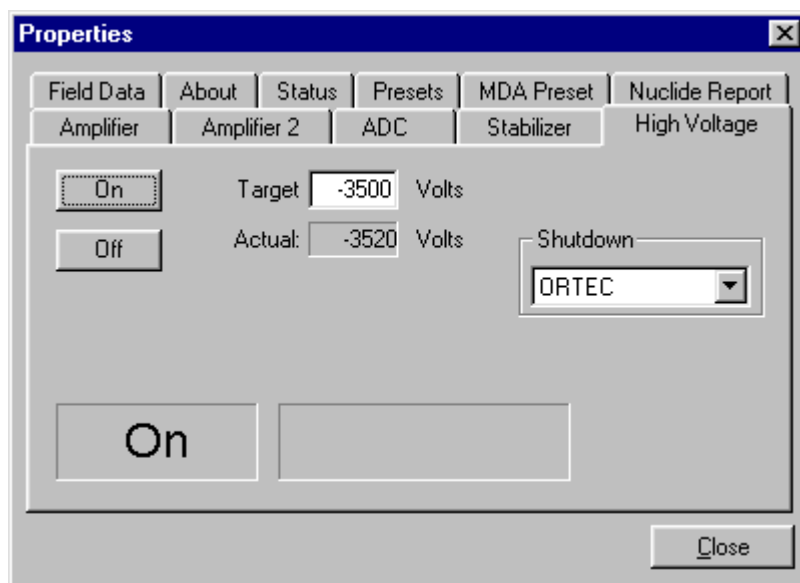 Properties
Field Data About Status Presets MDA Preset Nuclide Report
Amplifier Amplifier 2 ADC Stabilizer High Voltage
On Target -3500 Volts
Off Actual: -3520 Volts
Shutdown
ORTEC
On
Close